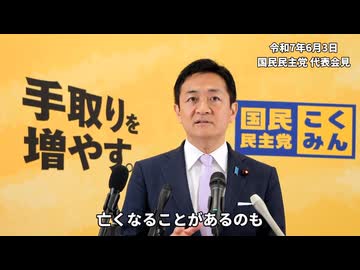 令和7年6月3日
国民民主党 代表会見
手取りを
増やす。
国民 こく
民主党 みん
亡くなることがあるのも